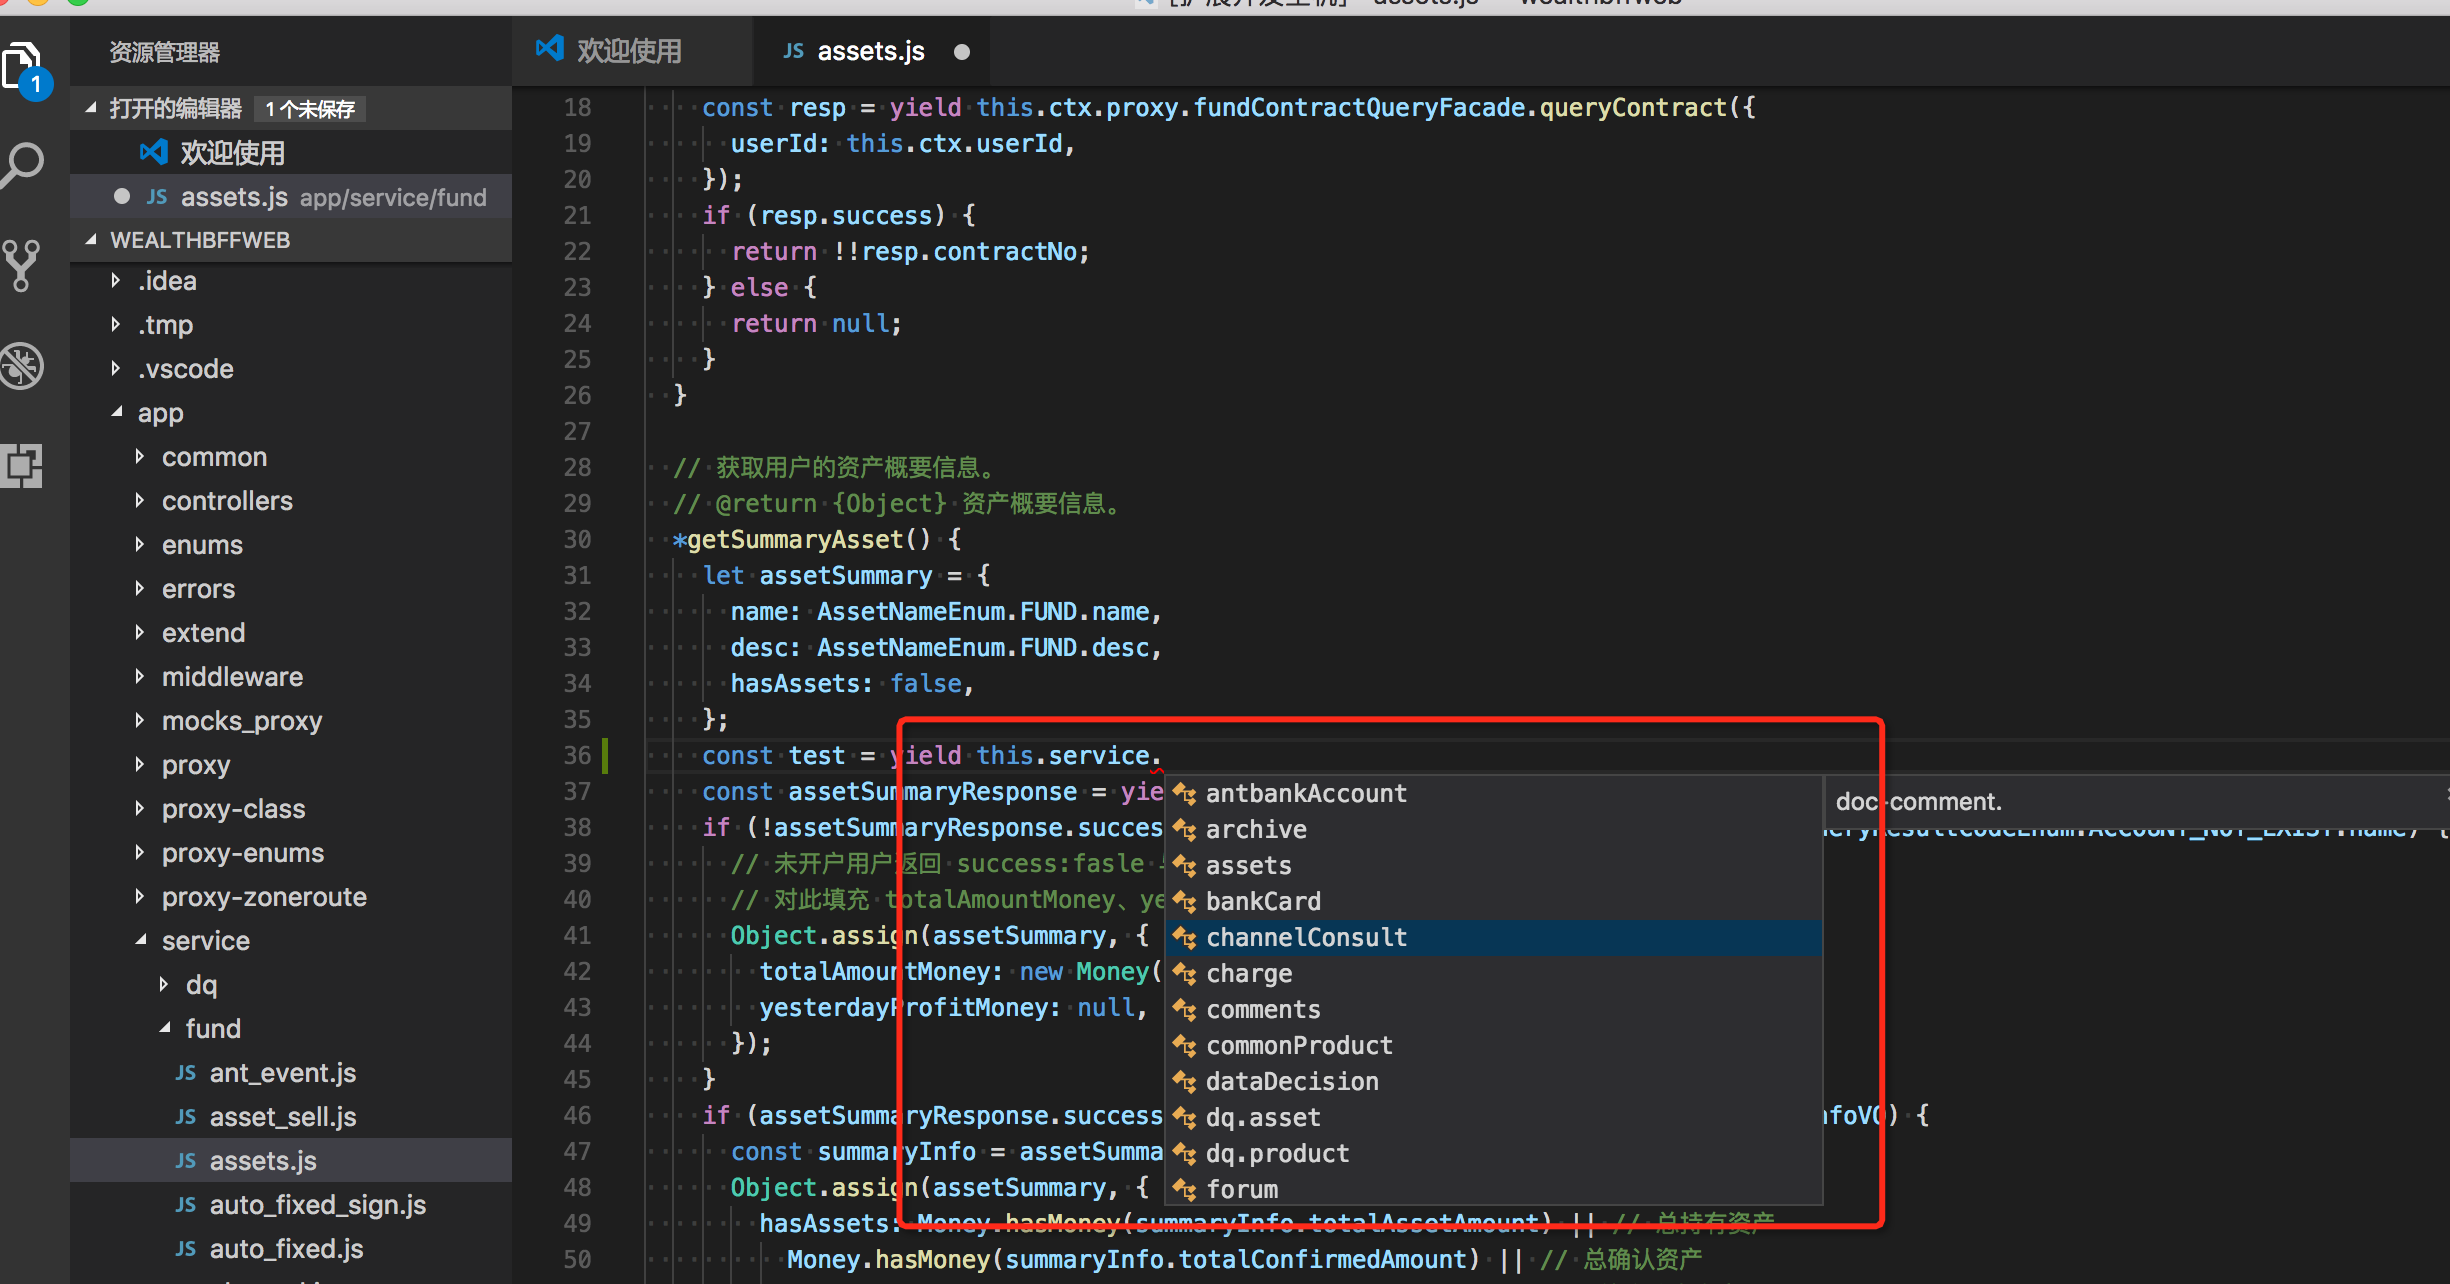 [扩展开发主机] assets.js wealthbffweb
资源管理器
1
打开的编辑器 1 个未保存
欢迎使用
JS assets.js app/service/fund
WEALTHBFFWEB
.idea
.tmp
.vscode
app
common
controllers
enums
errors
extend
middleware
mocks_proxy
proxy
proxy-class
proxy-enums
proxy-zoneroute
service
dq
fund
JS ant_event.js
JS asset_sell.js
JS assets.js
JS auto_fixed_sign.js
JS auto_fixed.js
欢迎使用
JS assets.js
18 const resp = yield this.ctx.proxy.fundContractQueryFacade.queryContract({
19 userId: this.ctx.userId,
20 });
21 if (resp.success) {
22 return !!resp.contractNo;
23 } else {
24 return null;
25 }
26 }
27
28 // 获取用户的资产概要信息。
29 // @return {Object} 资产概要信息。
30 *getSummaryAsset() {
31 let assetSummary = {
32 name: AssetNameEnum.FUND.name,
33 desc: AssetNameEnum.FUND.desc,
34 hasAssets: false,
35 };
36 const test = yield this.service.
37 const assetSummaryResponse = yie
38 if (!assetSummaryResponse.succes eryResultCodeEnum.ACCOUNT_NOT_EXIST.name) {
39 // 未开户用户返回 success:fasle
40 // 对此填充 totalAmountMoney、ye
41 Object.assign(assetSummary, {
42 totalAmountMoney: new Money(
43 yesterdayProfitMoney: null,
44 });
45 }
46 if (assetSummaryResponse.success nfoVO) {
47 const summaryInfo = assetSumma
48 Object.assign(assetSummary, {
49 hasAssets: Money.hasMoney(summaryInfo.totalAssetAmount) || // 总持有资产
50 Money.hasMoney(summaryInfo.totalConfirmedAmount) || // 总确认资产
antbankAccount
archive
assets
bankCard
channelConsult
charge
comments
commonProduct
dataDecision
dq.asset
dq.product
forum
doc-comment.